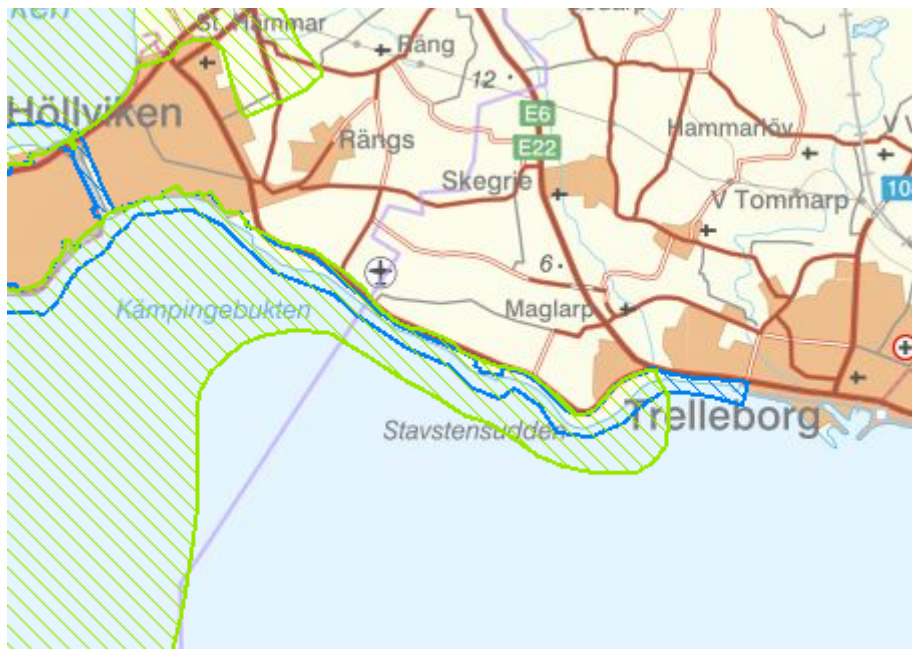 St. Hammar
Räng
12
E6
E22
Höllviken
Rängs
Hammarlöv
Skegrie
V Tommarp
10
6
Maglarp
Kämpingebukten
Trelleborg
Stavstensudden